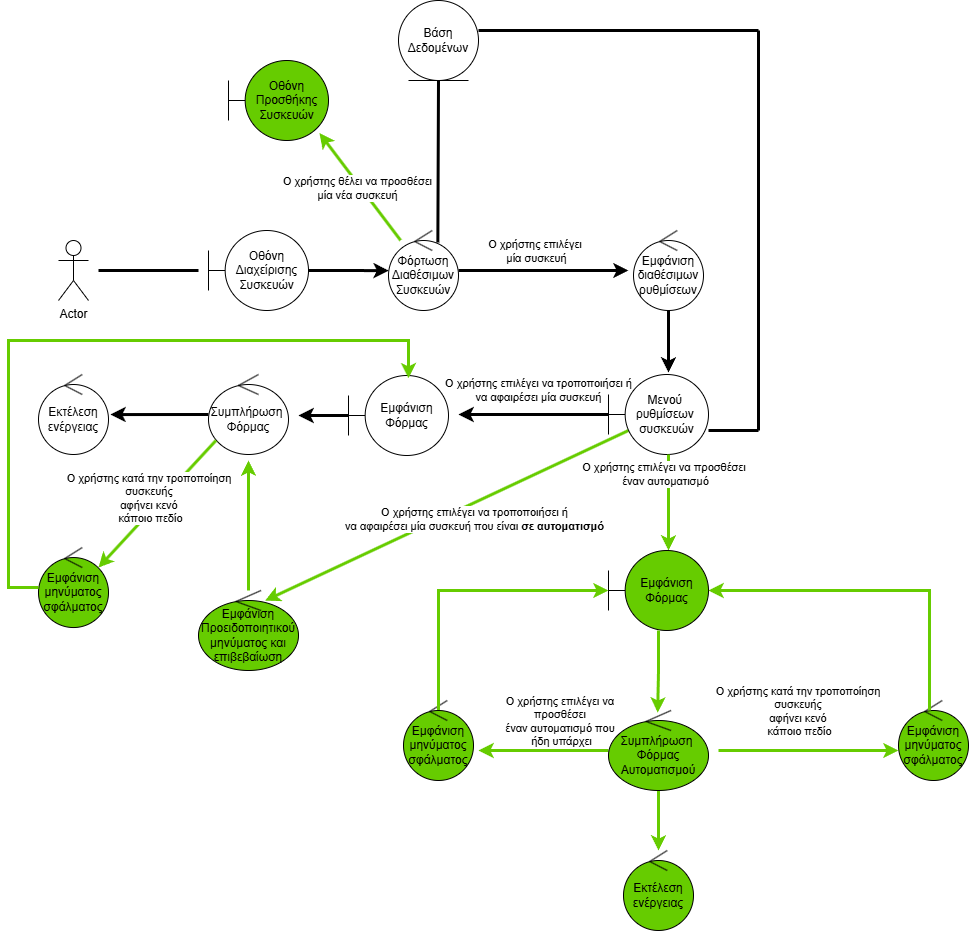 Βάση
Δεδομένων
Οθόνη
Προσθήκης
Συσκευών
Ο χρήστης θέλει να προσθέσει
μία νέα συσκευή
Actor
Οθόνη
Διαχείρισης
Συσκευών
Φόρτωση
Διαθέσιμων
Συσκευών
Ο χρήστης επιλέγει
μία συσκευή
Εμφάνιση
διαθέσιμων
ρυθμίσεων
Εκτέλεση
ενέργειας
Συμπλήρωση
Φόρμας
Εμφάνιση
Φόρμας
Ο χρήστης επιλέγει να τροποποιήσει ή
να αφαιρέσει μία συσκευή
Μενού
ρυθμίσεων
συσκευών
Ο χρήστης κατά την τροποποίηση
συσκευής
αφήνει κενό
κάποιο πεδίο
Ο χρήστης επιλέγει να προσθέσει
έναν αυτοματισμό
Ο χρήστης επιλέγει να τροποποιήσει ή
να αφαιρέσει μία συσκευή που είναι σε αυτοματισμό
Εμφάνιση
μηνύματος
σφάλματος
Εμφάνιση
Προειδοποιητικού
μηνύματος και
επιβεβαίωση
Εμφάνιση
Φόρμας
Ο χρήστης επιλέγει να
προσθέσει
έναν αυτοματισμό που
ήδη υπάρχει
Ο χρήστης κατά την τροποποίηση
συσκευής
αφήνει κενό
κάποιο πεδίο
Εμφάνιση
μηνύματος
σφάλματος
Συμπλήρωση
Φόρμας
Αυτοματισμού
Εμφάνιση
μηνύματος
σφάλματος
Εκτέλεση
ενέργειας